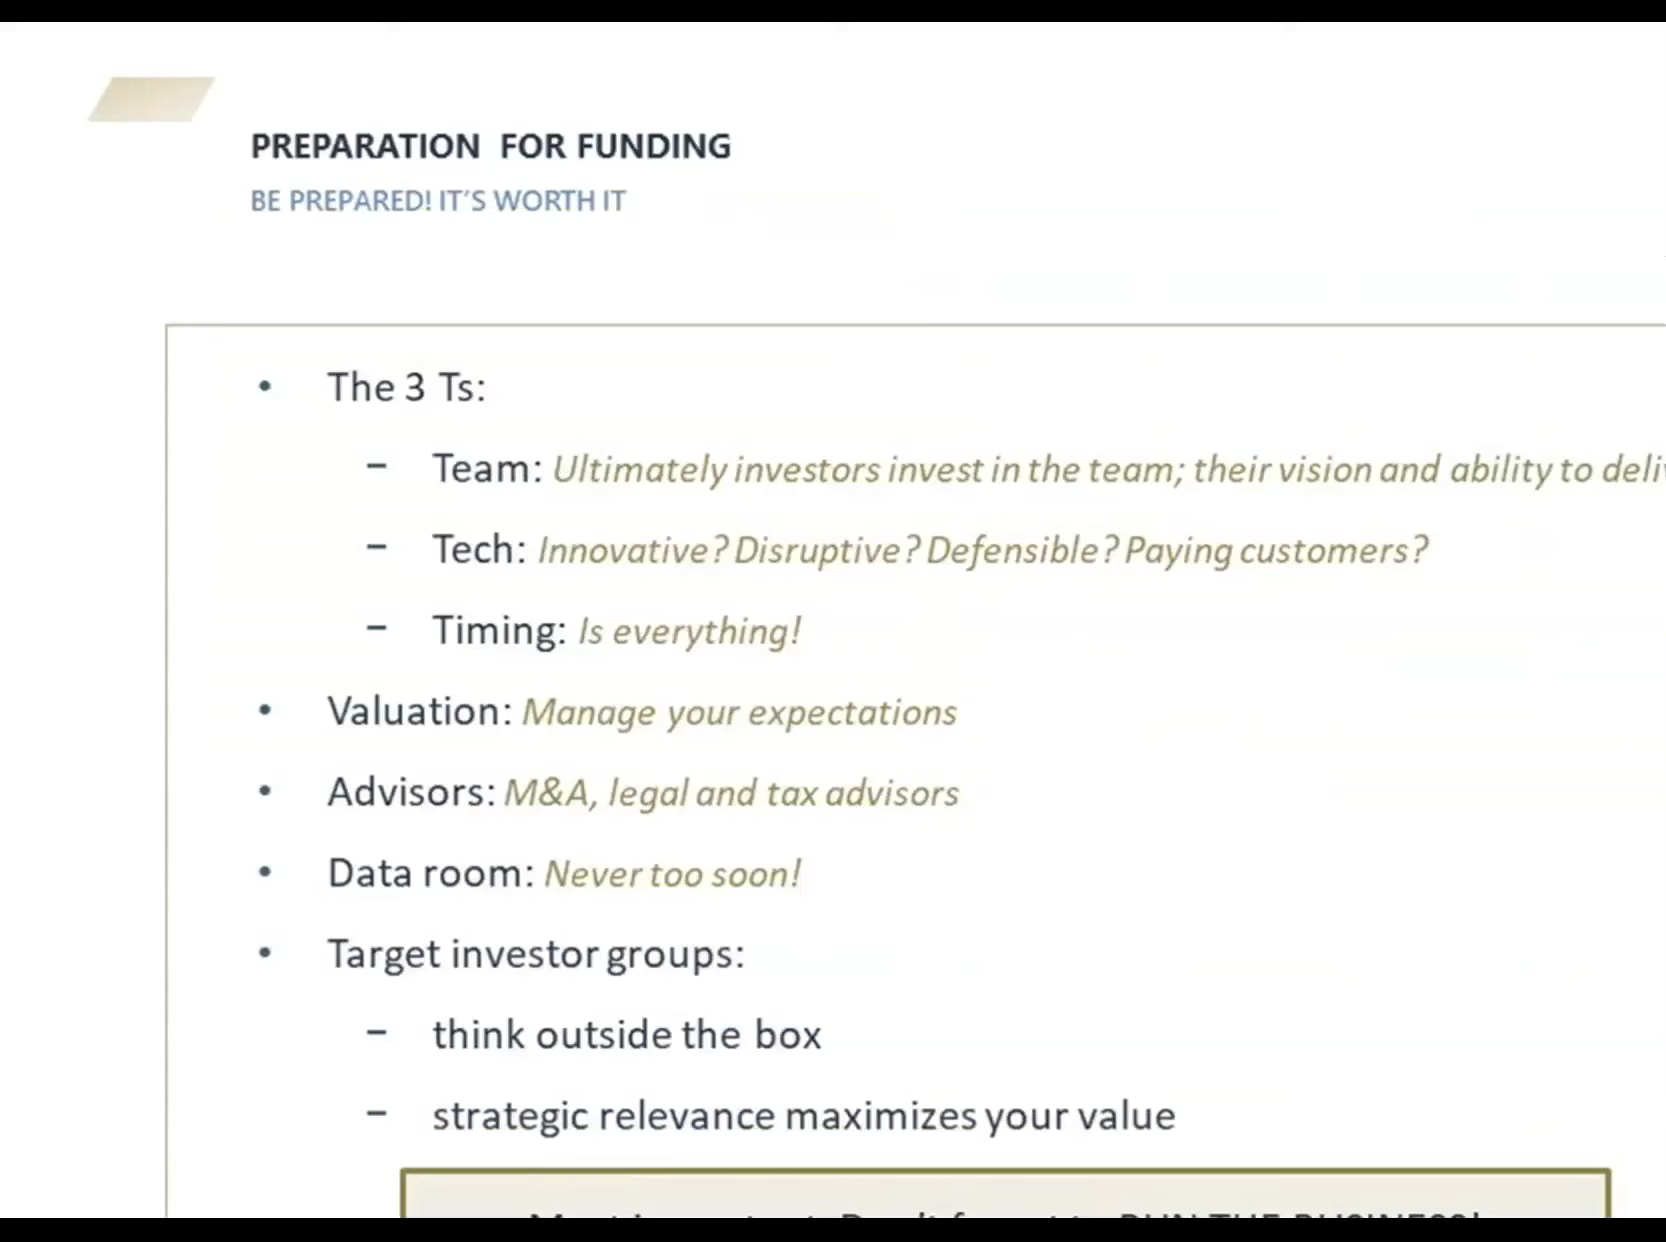 PREPARATION FOR FUNDING
BE PREPARED! IT'S WORTH IT
• The 3 Ts:
– Team: Ultimately investors invest in the team; their vision and ability to
– Tech: Innovative? Disruptive? Defensible? Paying customers?
– Timing: Is everything!
• Valuation: Manage your expectations
• Advisors: M&A, legal and tax advisors
• Data room: Never too soon!
• Target investor groups:
– think outside the box
– strategic relevance maximizes your value